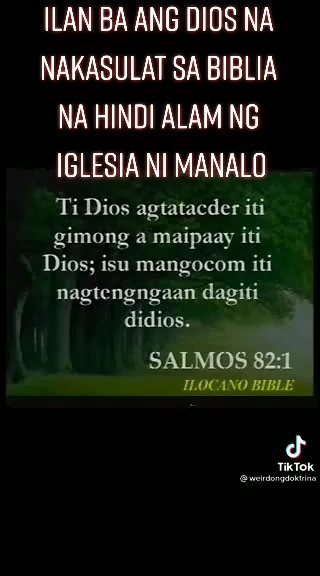 ILAN BA ANG DIOS NA
NAKASULAT SA BIBLIA
NA HINDI ALAM NG
IGLESIA NI MANALO
Ti Dios agtatacder iti
gimong a maipaay iti
Dios; isu mangocom iti
nagtengngaan dagiti
didios.
SALMOS 82:1
ILOCANO BIBLE
TikTok
@weirdongdoktrina